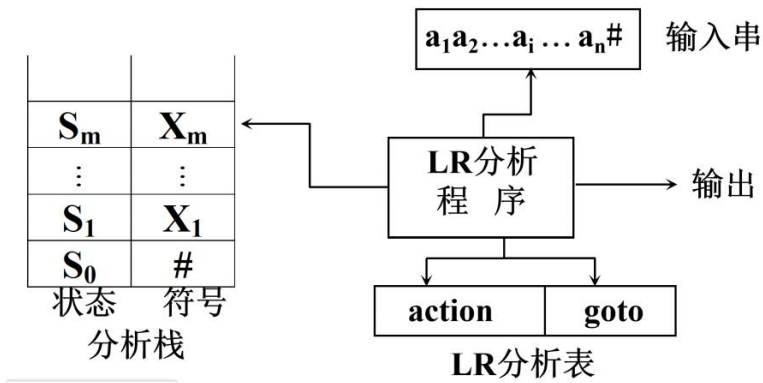 a₁a₂…aᵢ … aₙ# 输入串
Sₘ Xₘ
⋮ ⋮
S₁ X₁
S₀ #
状态 符号
分析栈
LR分析
程 序
输出
action goto
LR分析表